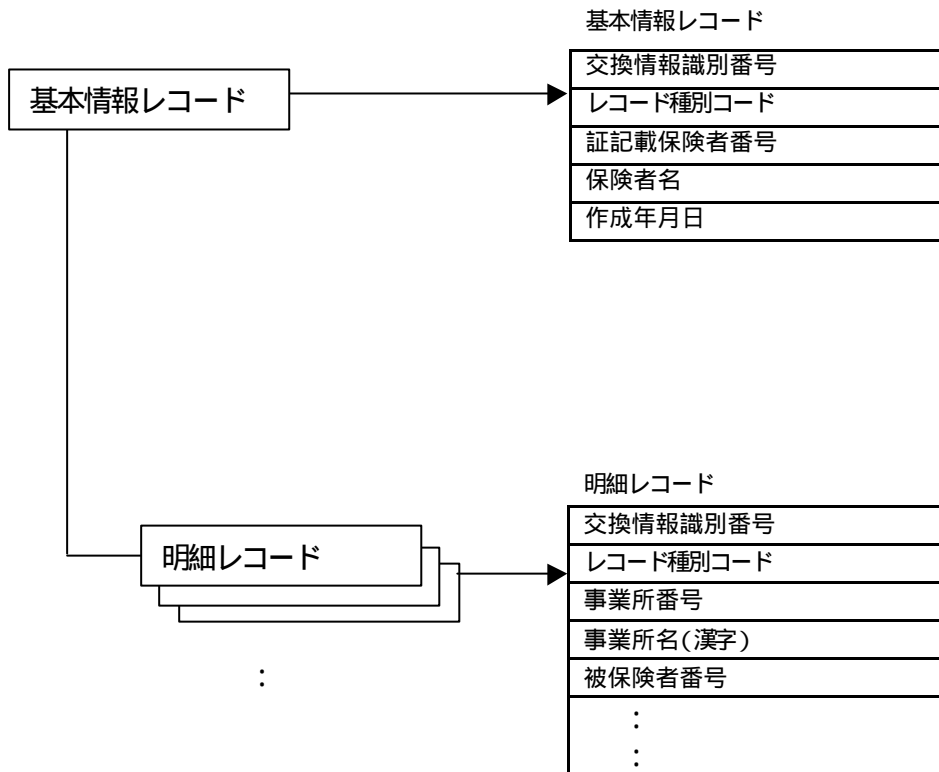 基本情報レコード
基本情報レコード
交換情報識別番号
レコード種別コード
証記載保険者番号
保険者名
作成年月日
明細レコード
明細レコード
交換情報識別番号
レコード種別コード
事業所番号
事業所名(漢字)
被保険者番号
:
:
: